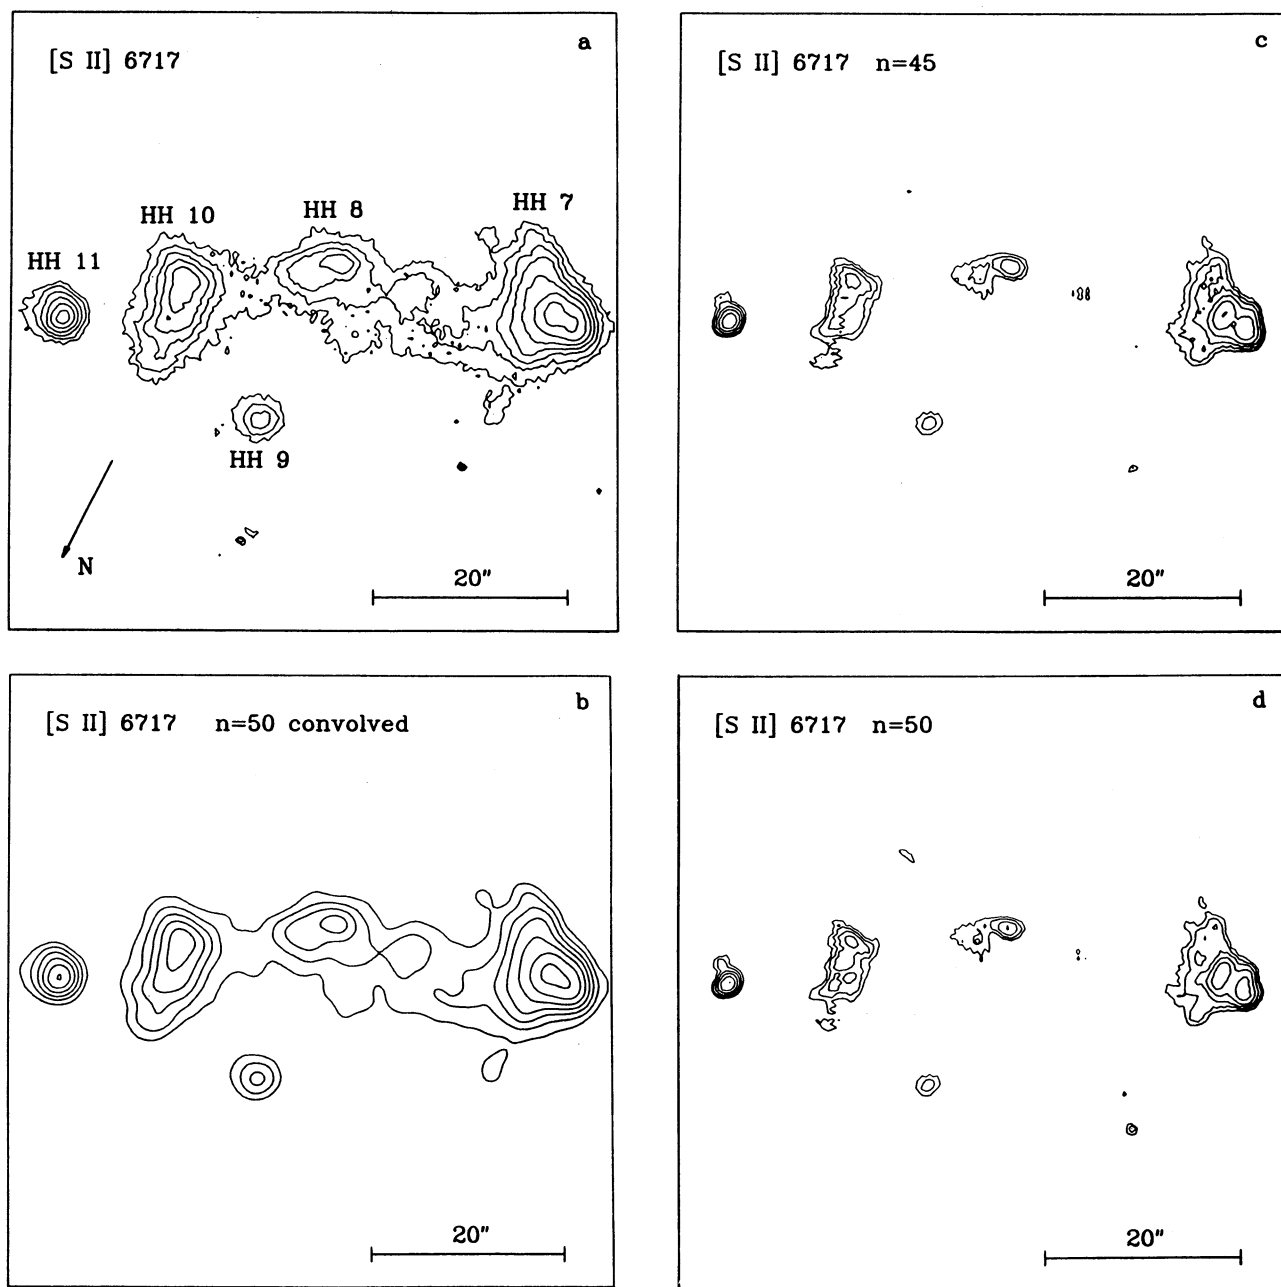 [S II] 6717
a
HH 10
HH 8
HH 7
HH 11
HH 9
N
20"
[S II] 6717 n=45
c
20"
[S II] 6717 n=50 convolved
b
20"
[S II] 6717 n=50
d
20"